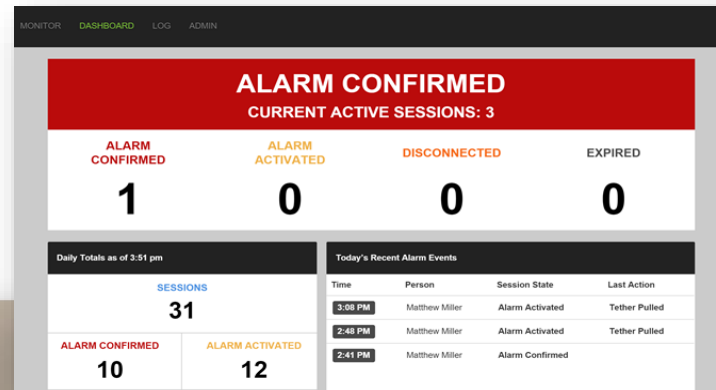 MONITOR DASHBOARD LOG ADMIN
ALARM CONFIRMED
CURRENT ACTIVE SESSIONS: 3
ALARM CONFIRMED
ALARM ACTIVATED
DISCONNECTED
EXPIRED
1 0 0 0
Daily Totals as of 3:51 pm
SESSIONS
31
ALARM CONFIRMED ALARM ACTIVATED
10 12
Today's Recent Alarm Events
Time Person Session State Last Action
3:08 PM Matthew Miller Alarm Activated Tether Pulled
2:48 PM Matthew Miller Alarm Activated Tether Pulled
2:41 PM Matthew Miller Alarm Confirmed